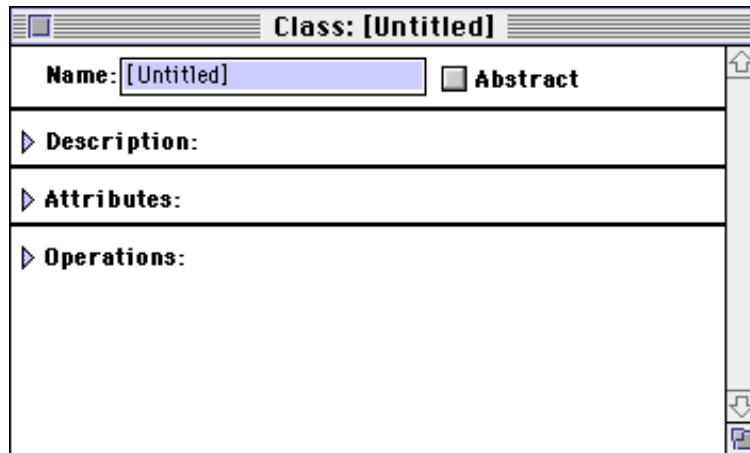 Class: [Untitled]
Name: [Untitled] Abstract
Description:
Attributes:
Operations: